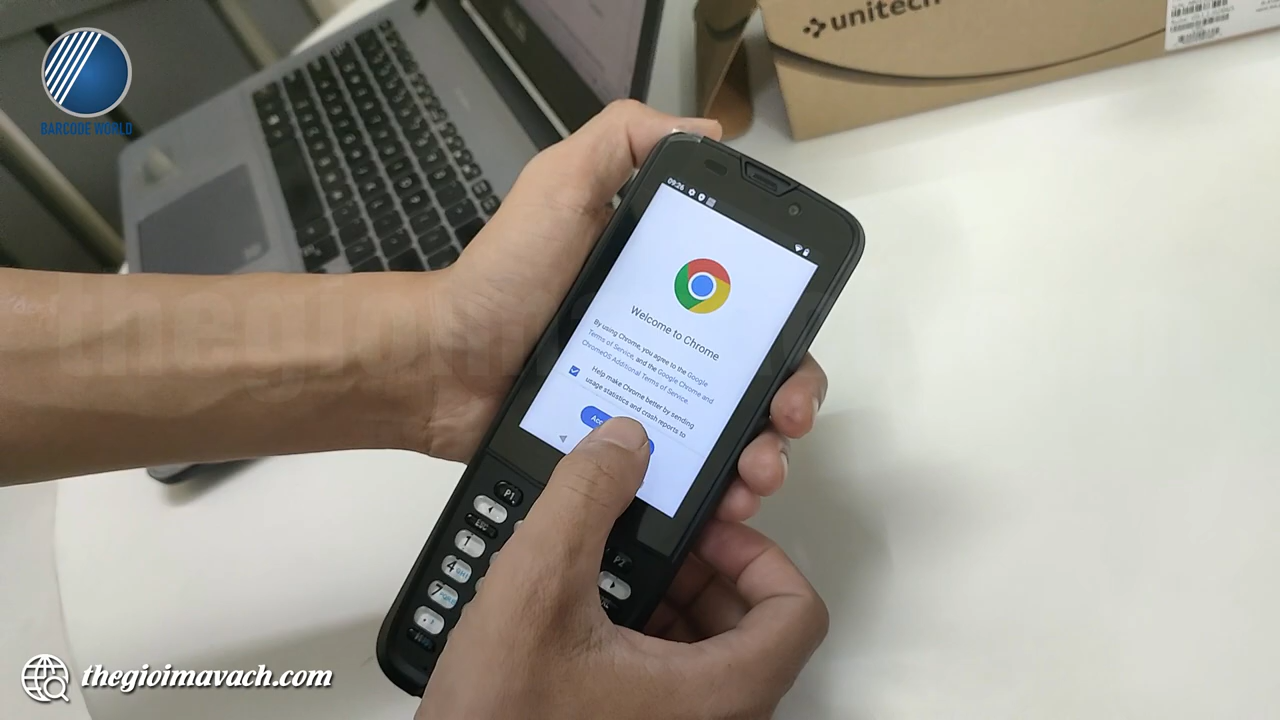 unitech
BARCODE WORLD
09:26
Welcome to Chrome
By using Chrome, you agree to the Google
Terms of Service, and the Google Chrome and
ChromeOS Additional Terms of Service.
Help make Chrome better by sending
usage statistics and crash reports to
P1
1
4 GHI
7
P2
thegioimavach.com